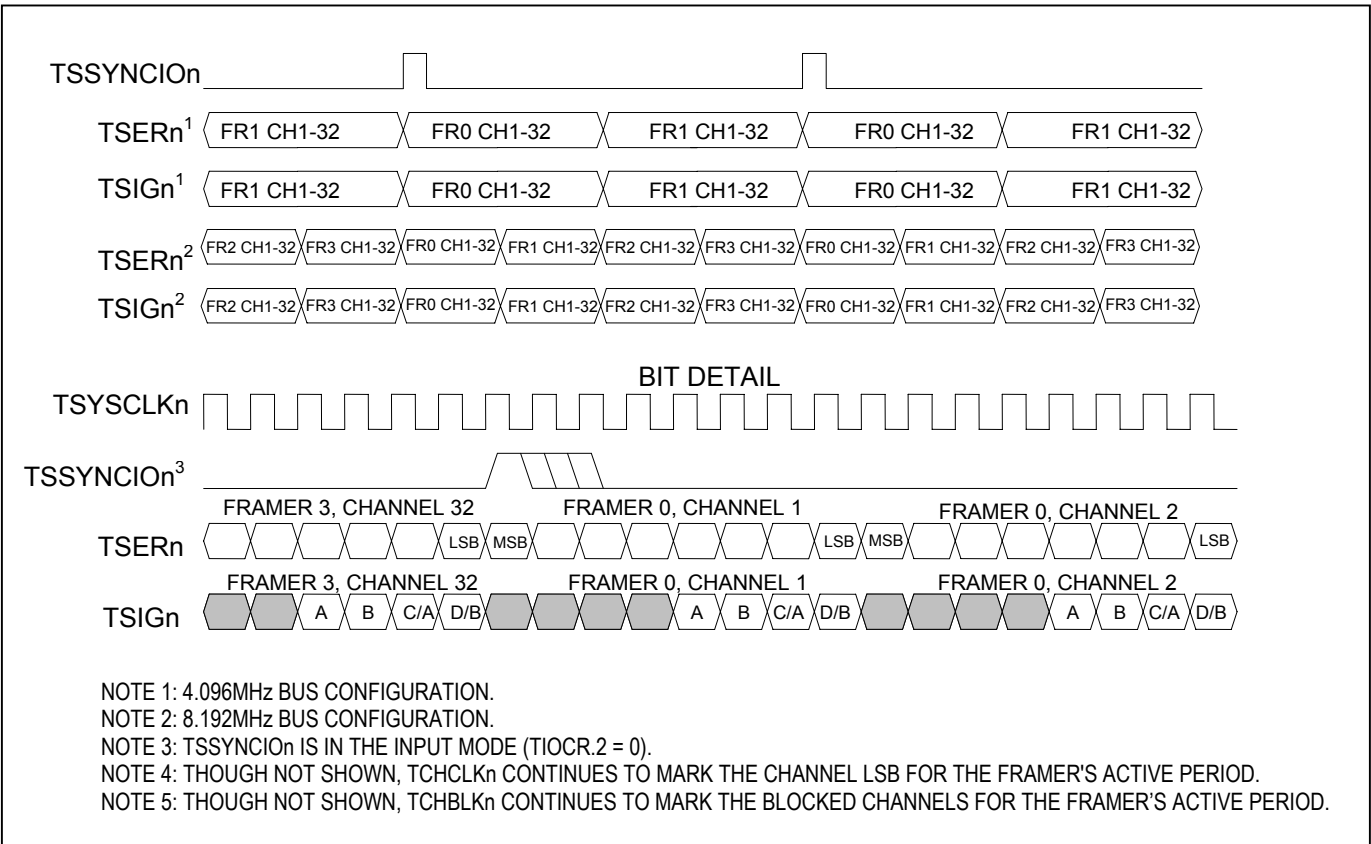 TSSYNCIOn
TSERn1 FR1 CH1-32 FR0 CH1-32 FR1 CH1-32 FR0 CH1-32 FR1 CH1-32
TSIGn1 FR1 CH1-32 FR0 CH1-32 FR1 CH1-32 FR0 CH1-32 FR1 CH1-32
TSERn2 FR2 CH1-32 FR3 CH1-32 FR0 CH1-32 FR1 CH1-32 FR2 CH1-32 FR3 CH1-32 FR0 CH1-32 FR1 CH1-32 FR2 CH1-32 FR3 CH1-32
TSIGn2 FR2 CH1-32 FR3 CH1-32 FR0 CH1-32 FR1 CH1-32 FR2 CH1-32 FR3 CH1-32 FR0 CH1-32 FR1 CH1-32 FR2 CH1-32 FR3 CH1-32
BIT DETAIL
TSYSCLKn
TSSYNCIOn3
FRAMER 3, CHANNEL 32 FRAMER 0, CHANNEL 1 FRAMER 0, CHANNEL 2
TSERn LSB MSB LSB MSB LSB
FRAMER 3, CHANNEL 32 FRAMER 0, CHANNEL 1 FRAMER 0, CHANNEL 2
TSIGn A B C/A D/B A B C/A D/B A B C/A D/B
NOTE 1: 4.096MHz BUS CONFIGURATION.
NOTE 2: 8.192MHz BUS CONFIGURATION.
NOTE 3: TSSYNCIOn IS IN THE INPUT MODE (TIOCR.2 = 0).
NOTE 4: THOUGH NOT SHOWN, TCHCLKn CONTINUES TO MARK THE CHANNEL LSB FOR THE FRAMER'S ACTIVE PERIOD.
NOTE 5: THOUGH NOT SHOWN, TCHBLKn CONTINUES TO MARK THE BLOCKED CHANNELS FOR THE FRAMER’S ACTIVE PERIOD.